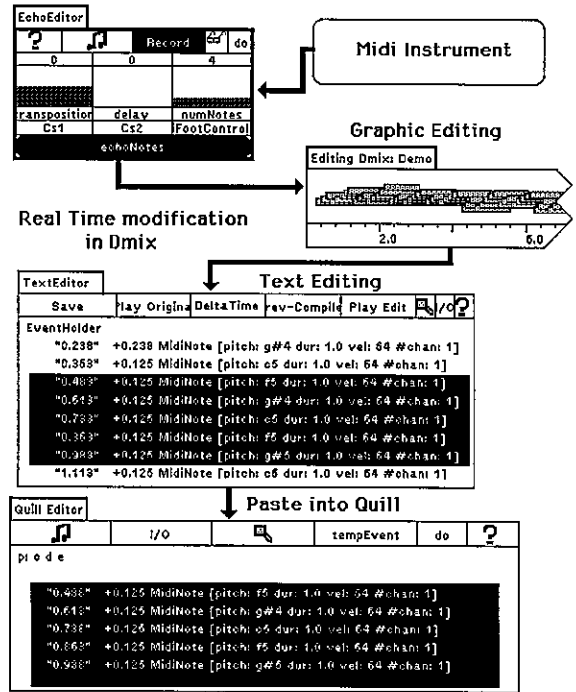 EchoEditor
? Record do
0 0 4
transposition delay numNotes
Cs1 Cs2 FootControl
echoNotes
Midi Instrument
Graphic Editing
Editing Dmix: Demo
2.0 6.0
Real Time modification
in Dmix
Text Editing
TextEditor
Save Play Origina DeltaTime rev-Compile Play Edit I/O ?
EventHolder
"0.238" +0.238 MidiNote [pitch: g#4 dur: 1.0 vel: 64 #chan: 1]
"0.363" +0.125 MidiNote [pitch: c5 dur: 1.0 vel: 64 #chan: 1]
"0.488" +0.125 MidiNote [pitch: f5 dur: 1.0 vel: 64 #chan: 1]
"0.613" +0.125 MidiNote [pitch: g#4 dur: 1.0 vel: 64 #chan: 1]
"0.738" +0.125 MidiNote [pitch: c5 dur: 1.0 vel: 64 #chan: 1]
"0.863" +0.125 MidiNote [pitch: f5 dur: 1.0 vel: 64 #chan: 1]
"0.988" +0.125 MidiNote [pitch: g#5 dur: 1.0 vel: 64 #chan: 1]
"1.113" +0.125 MidiNote [pitch: c6 dur: 1.0 vel: 64 #chan: 1]
Paste into Quill
Quill Editor
I/O tempEvent do ?
"0.488" +0.125 MidiNote [pitch: f5 dur: 1.0 vel: 64 #chan: 1]
"0.613" +0.125 MidiNote [pitch: g#4 dur: 1.0 vel: 64 #chan: 1]
"0.738" +0.125 MidiNote [pitch: c5 dur: 1.0 vel: 64 #chan: 1]
"0.863" +0.125 MidiNote [pitch: f5 dur: 1.0 vel: 64 #chan: 1]
"0.988" +0.125 MidiNote [pitch: g#5 dur: 1.0 vel: 64 #chan: 1]